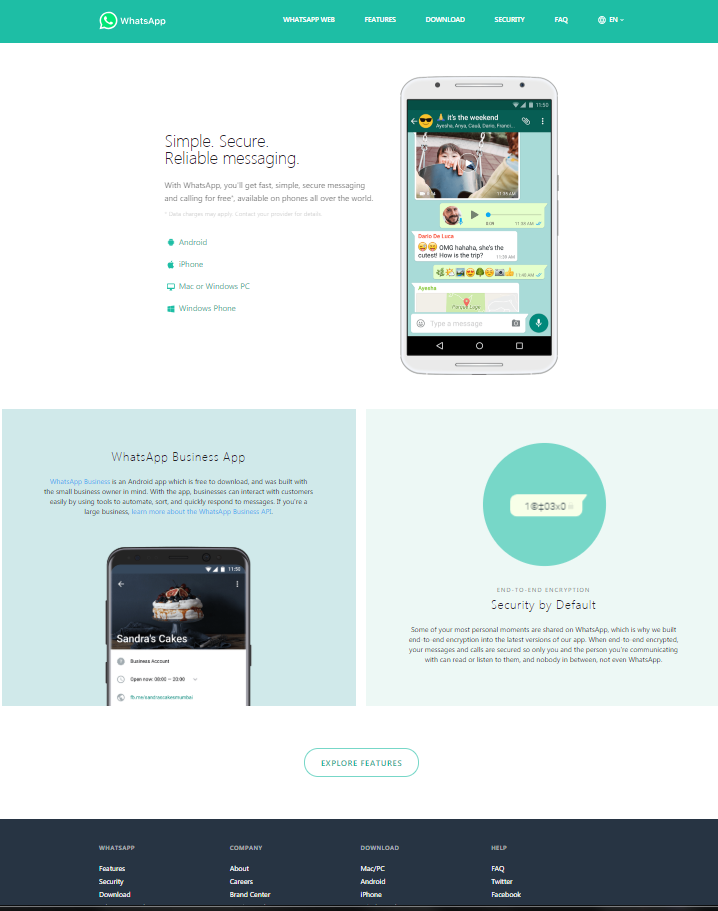 WhatsApp
WHATSAPP WEB
FEATURES
DOWNLOAD
SECURITY
FAQ
EN
Simple. Secure.
Reliable messaging.
With WhatsApp, you'll get fast, simple, secure messaging
and calling for free*, available on phones all over the world.
* Data charges may apply. Contact your provider for details.
Android
iPhone
Mac or Windows PC
Windows Phone
11:50
it's the weekend
Ayesha, Anya, Cauã, Dario, Franci...
11:39 AM
11:39 AM
Dario De Luca
OMG hahaha, she's the
cutest! How is the trip?
11:39 AM
11:40 AM
Ayesha
Parque Lage
Type a message
WhatsApp Business App
WhatsApp Business is an Android app which is free to download, and was built with
the small business owner in mind. With the app, businesses can interact with customers
easily by using tools to automate, sort, and quickly respond to messages. If you're a
large business, learn more about the WhatsApp Business API.
11:50
Sandra's Cakes
Business Account
Open now: 08:00 – 20:00
fb.me/sandrascakesmumbai
END-TO-END ENCRYPTION
Security by Default
Some of your most personal moments are shared on WhatsApp, which is why we built
end-to-end encryption into the latest versions of our app. When end-to-end encrypted,
your messages and calls are secured so only you and the person you're communicating
with can read or listen to them, and nobody in between, not even WhatsApp.
EXPLORE FEATURES
WHATSAPP
COMPANY
DOWNLOAD
HELP
Features
About
Mac/PC
FAQ
Security
Careers
Android
Twitter
Download
Brand Center
iPhone
Facebook